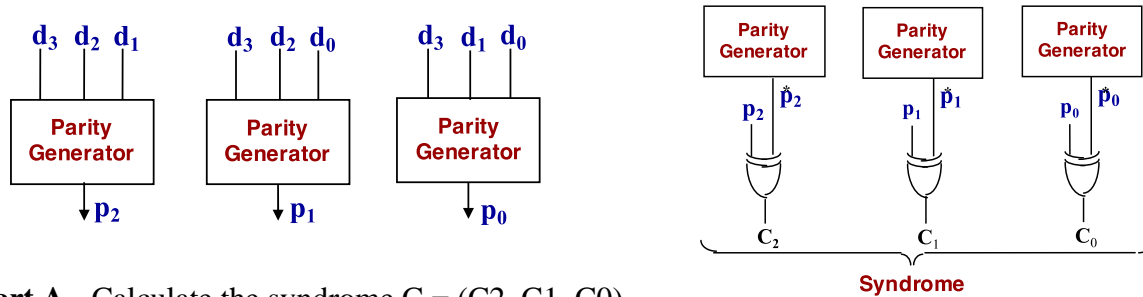 d3 d2 d1
Parity Generator
p2
d3 d2 d0
Parity Generator
p1
d3 d1 d0
Parity Generator
p0
Parity Generator
p2 p*2
C2
Parity Generator
p1 p*1
C1
Parity Generator
p0 p*0
C0
Syndrome
Calculate the syndrome C = (C2, C1, C0)